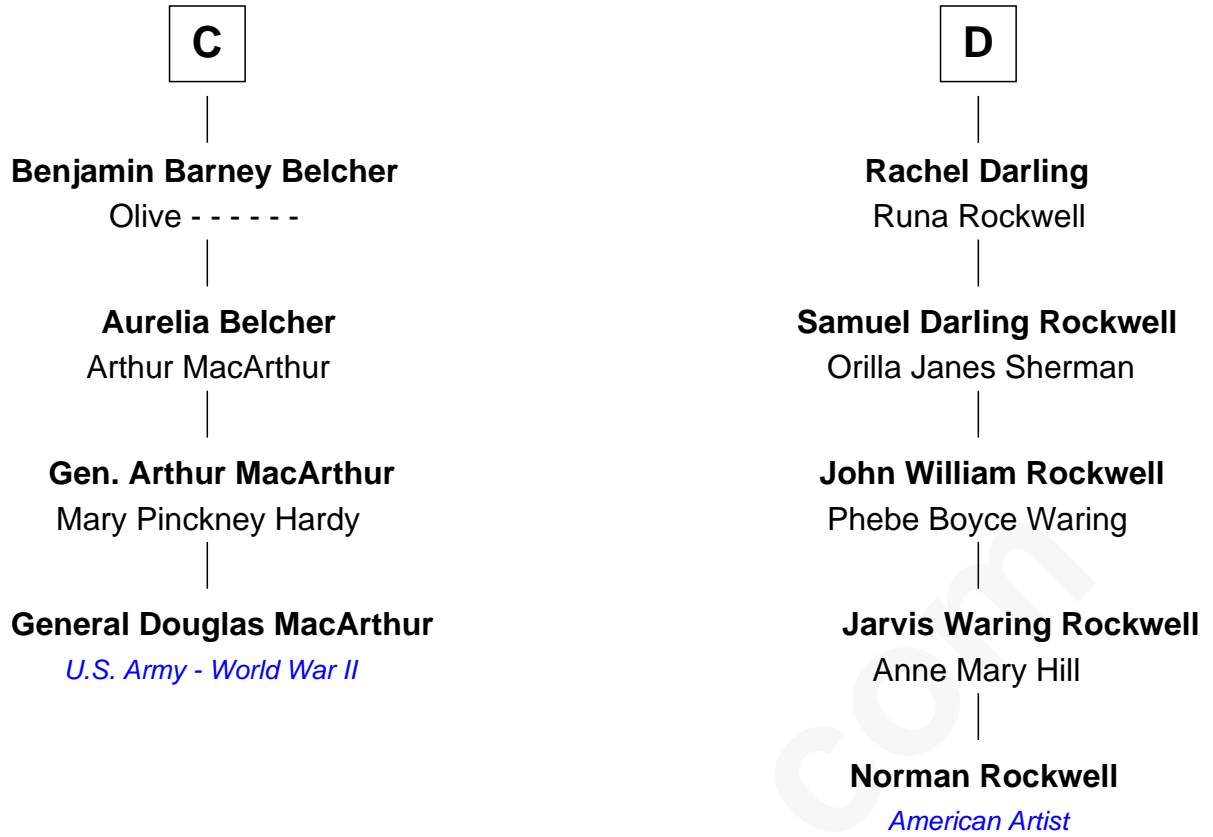 C
Benjamin Barney Belcher
Olive - - - - - -
Aurelia Belcher
Arthur MacArthur
Gen. Arthur MacArthur
Mary Pinckney Hardy
General Douglas MacArthur
U.S. Army - World War II
D
Rachel Darling
Runa Rockwell
Samuel Darling Rockwell
Orilla Janes Sherman
John William Rockwell
Phebe Boyce Waring
Jarvis Waring Rockwell
Anne Mary Hill
Norman Rockwell
American Artist
com